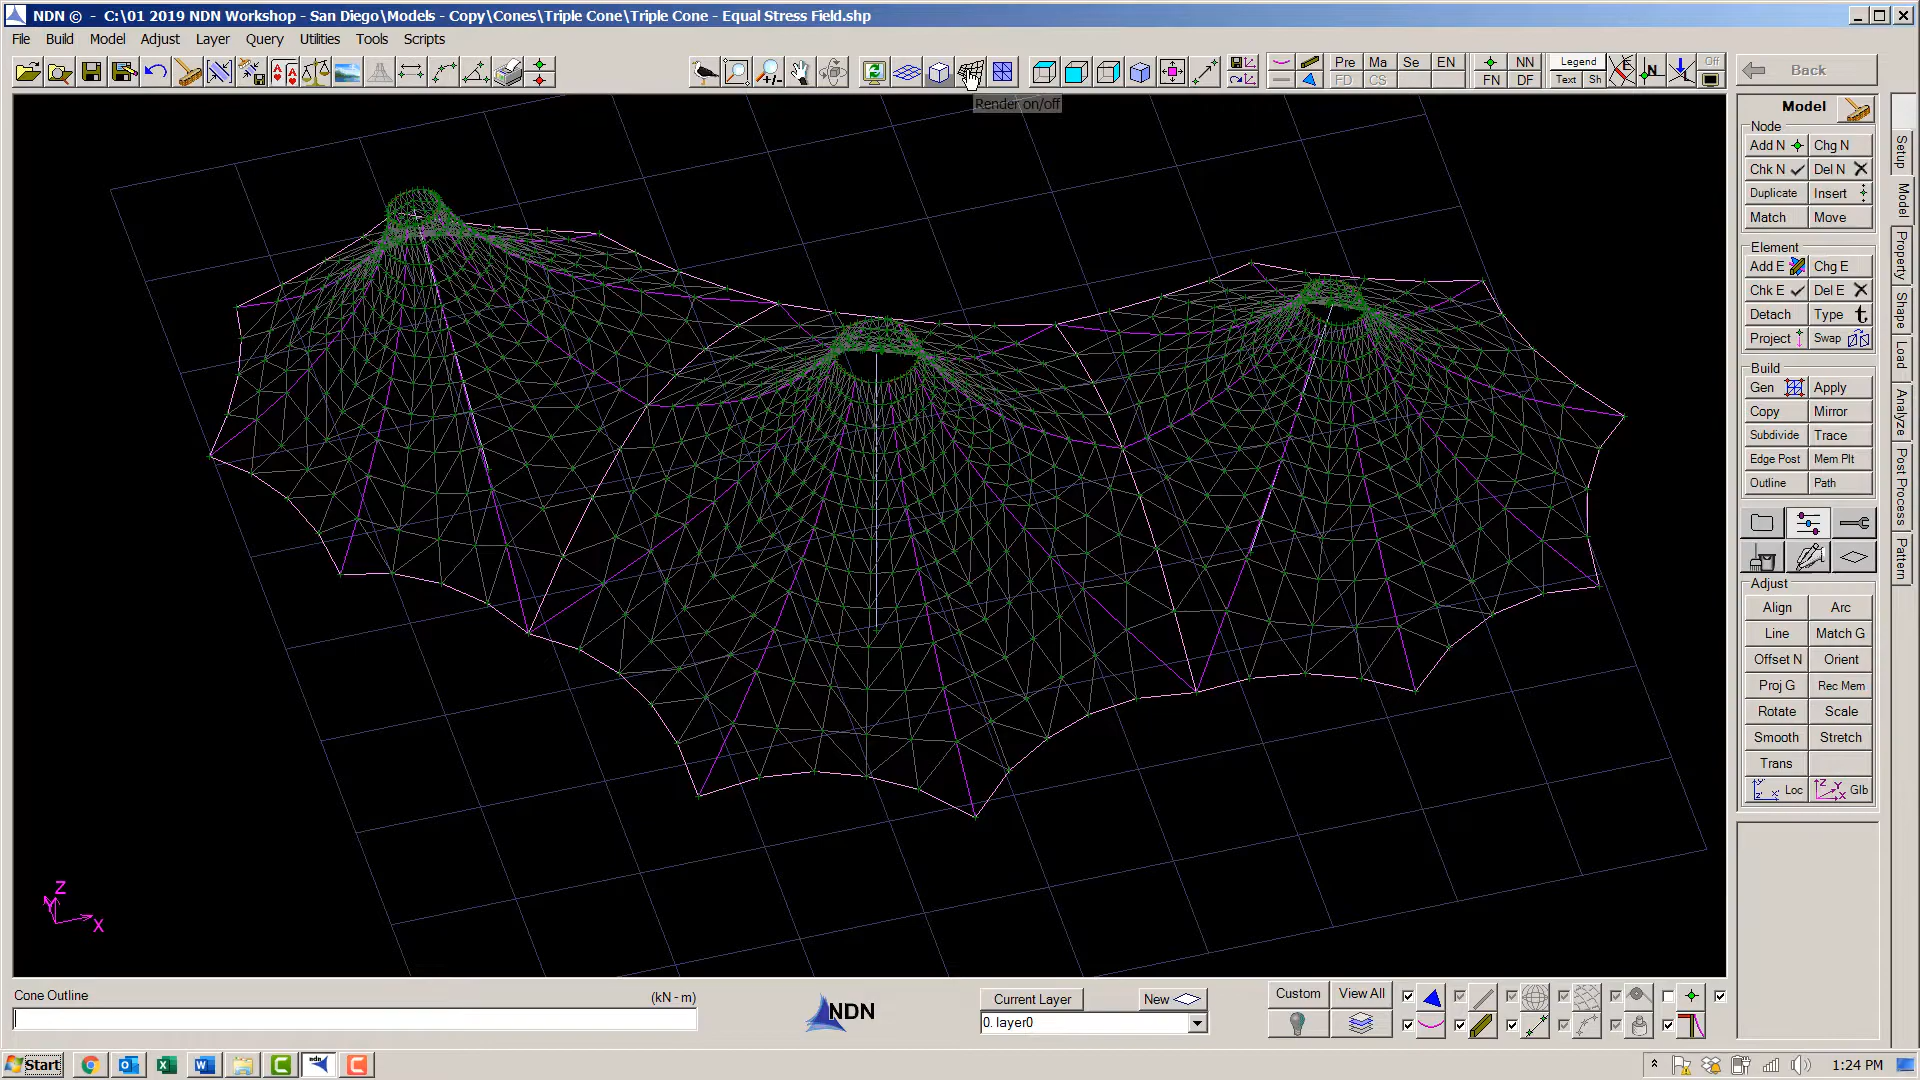 NDN © - C:\01 2019 NDN Workshop - San Diego\Models - Copy\Cones\Triple Cone\Triple Cone - Equal Stress Field.shp
File Build Model Adjust Layer Query Utilities Tools Scripts
Pre Ma Se EN NN Legend Off
FD CS FN DF Text Sh
Back
Render on/off
Model
Node
Add N Chg N
Chk N Del N
Duplicate Insert
Match Move
Element
Add E Chg E
Chk E Del E
Detach Type t
Project Swap
Build
Gen Apply
Copy Mirror
Subdivide Trace
Edge Post Mem Plt
Outline Path
Adjust
Align Arc
Line Match G
Offset N Orient
Proj G Rec Mem
Rotate Scale
Smooth Stretch
Trans
Loc Glb
Setup
Model
Property
Shape
Load
Analyze
Post Process
Pattern
Z
Y
X
Cone Outline (kN - m)
NDN
Current Layer New
0. layer0
Custom View All
Start
1:24 PM